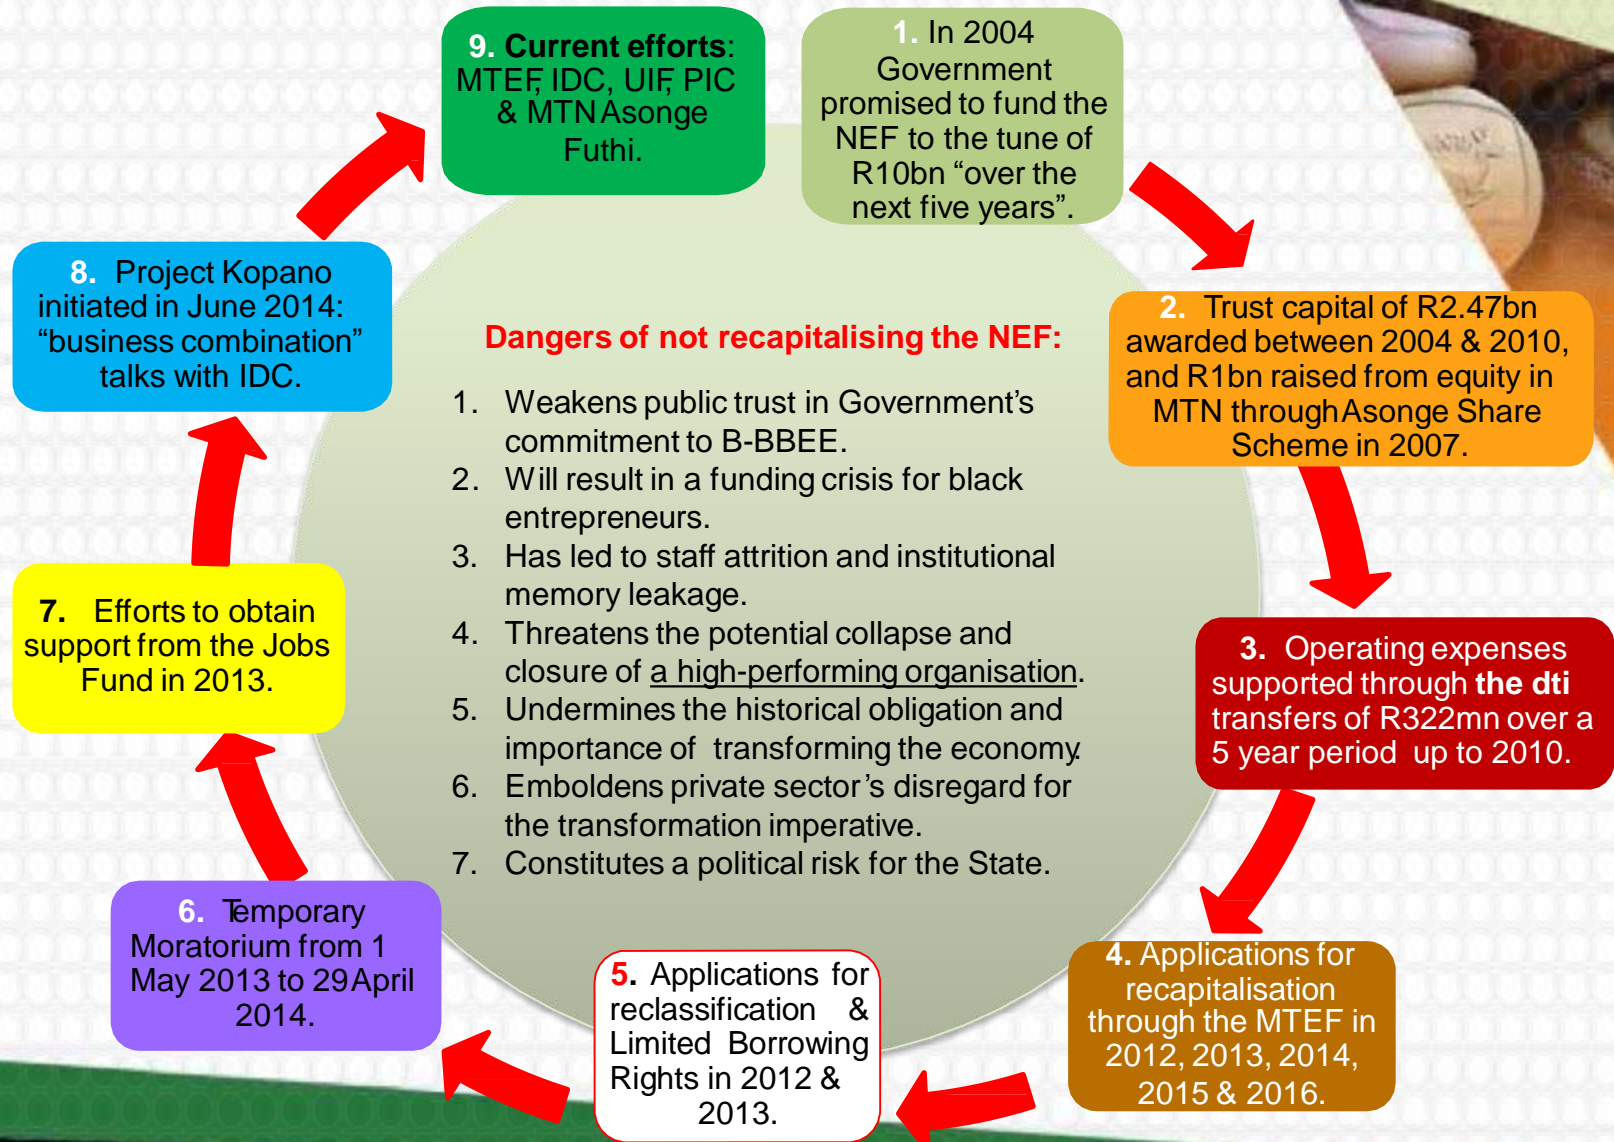 1. In 2004
Government
promised to fund the
NEF to the tune of
R10bn “over the
next five years”.
2. Trust capital of R2.47bn
awarded between 2004 & 2010,
and R1bn raised from equity in
MTN through Asonge Share
Scheme in 2007.
3. Operating expenses
supported through the dti
transfers of R322mn over a
5 year period up to 2010.
4. Applications for
recapitalisation
through the MTEF in
2012, 2013, 2014,
2015 & 2016.
5. Applications for
reclassification &
Limited Borrowing
Rights in 2012 &
2013.
6. Temporary
Moratorium from 1
May 2013 to 29 April
2014.
7. Efforts to obtain
support from the Jobs
Fund in 2013.
8. Project Kopano
initiated in June 2014:
“business combination”
talks with IDC.
9. Current efforts:
MTEF, IDC, UIF, PIC
& MTN Asonge
Futhi.
Dangers of not recapitalising the NEF:
1. Weakens public trust in Government’s
commitment to B-BBEE.
2. Will result in a funding crisis for black
entrepreneurs.
3. Has led to staff attrition and institutional
memory leakage.
4. Threatens the potential collapse and
closure of a high-performing organisation.
5. Undermines the historical obligation and
importance of transforming the economy.
6. Emboldens private sector’s disregard for
the transformation imperative.
7. Constitutes a political risk for the State.